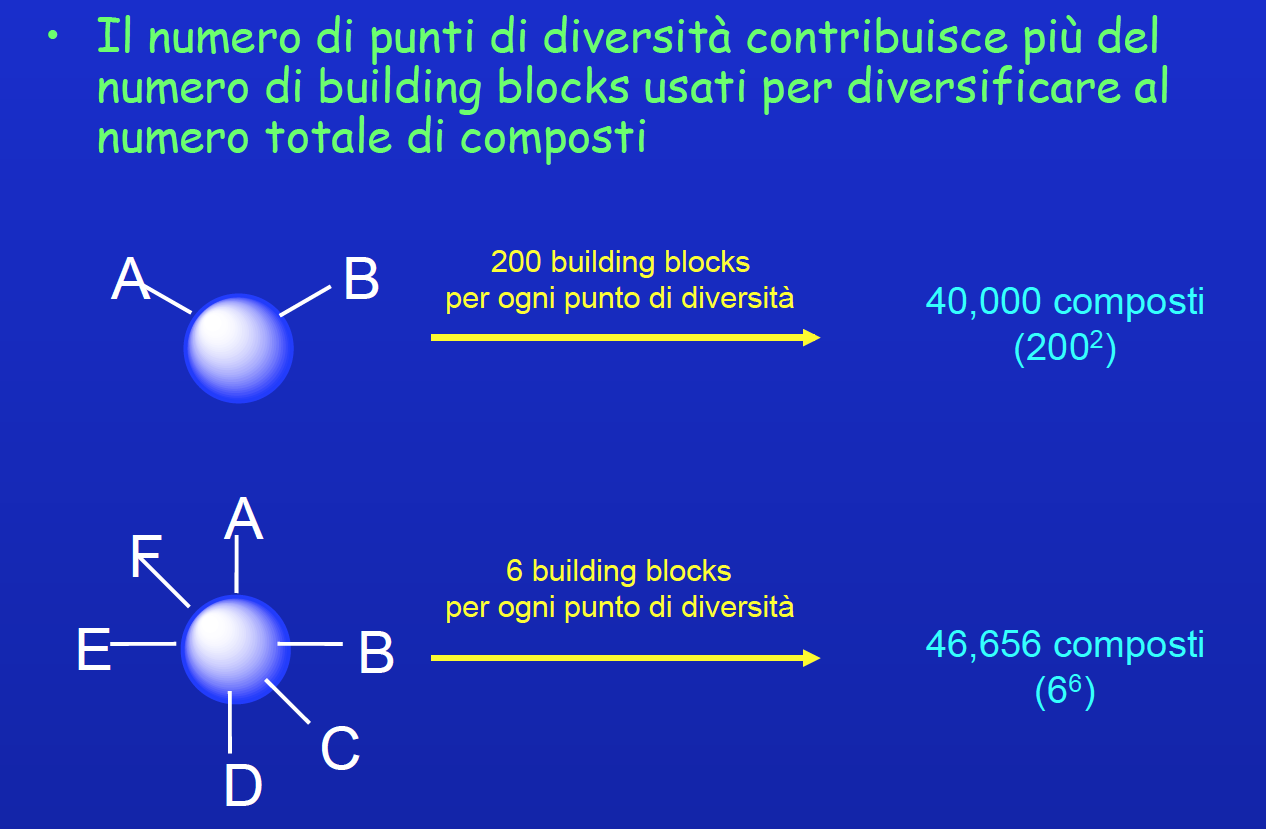 • Il numero di punti di diversità contribuisce più del
numero di building blocks usati per diversificare al
numero totale di composti
A
B
200 building blocks
per ogni punto di diversità
40,000 composti
(200²)
A
F
E
B
C
D
6 building blocks
per ogni punto di diversità
46,656 composti
(6⁶)